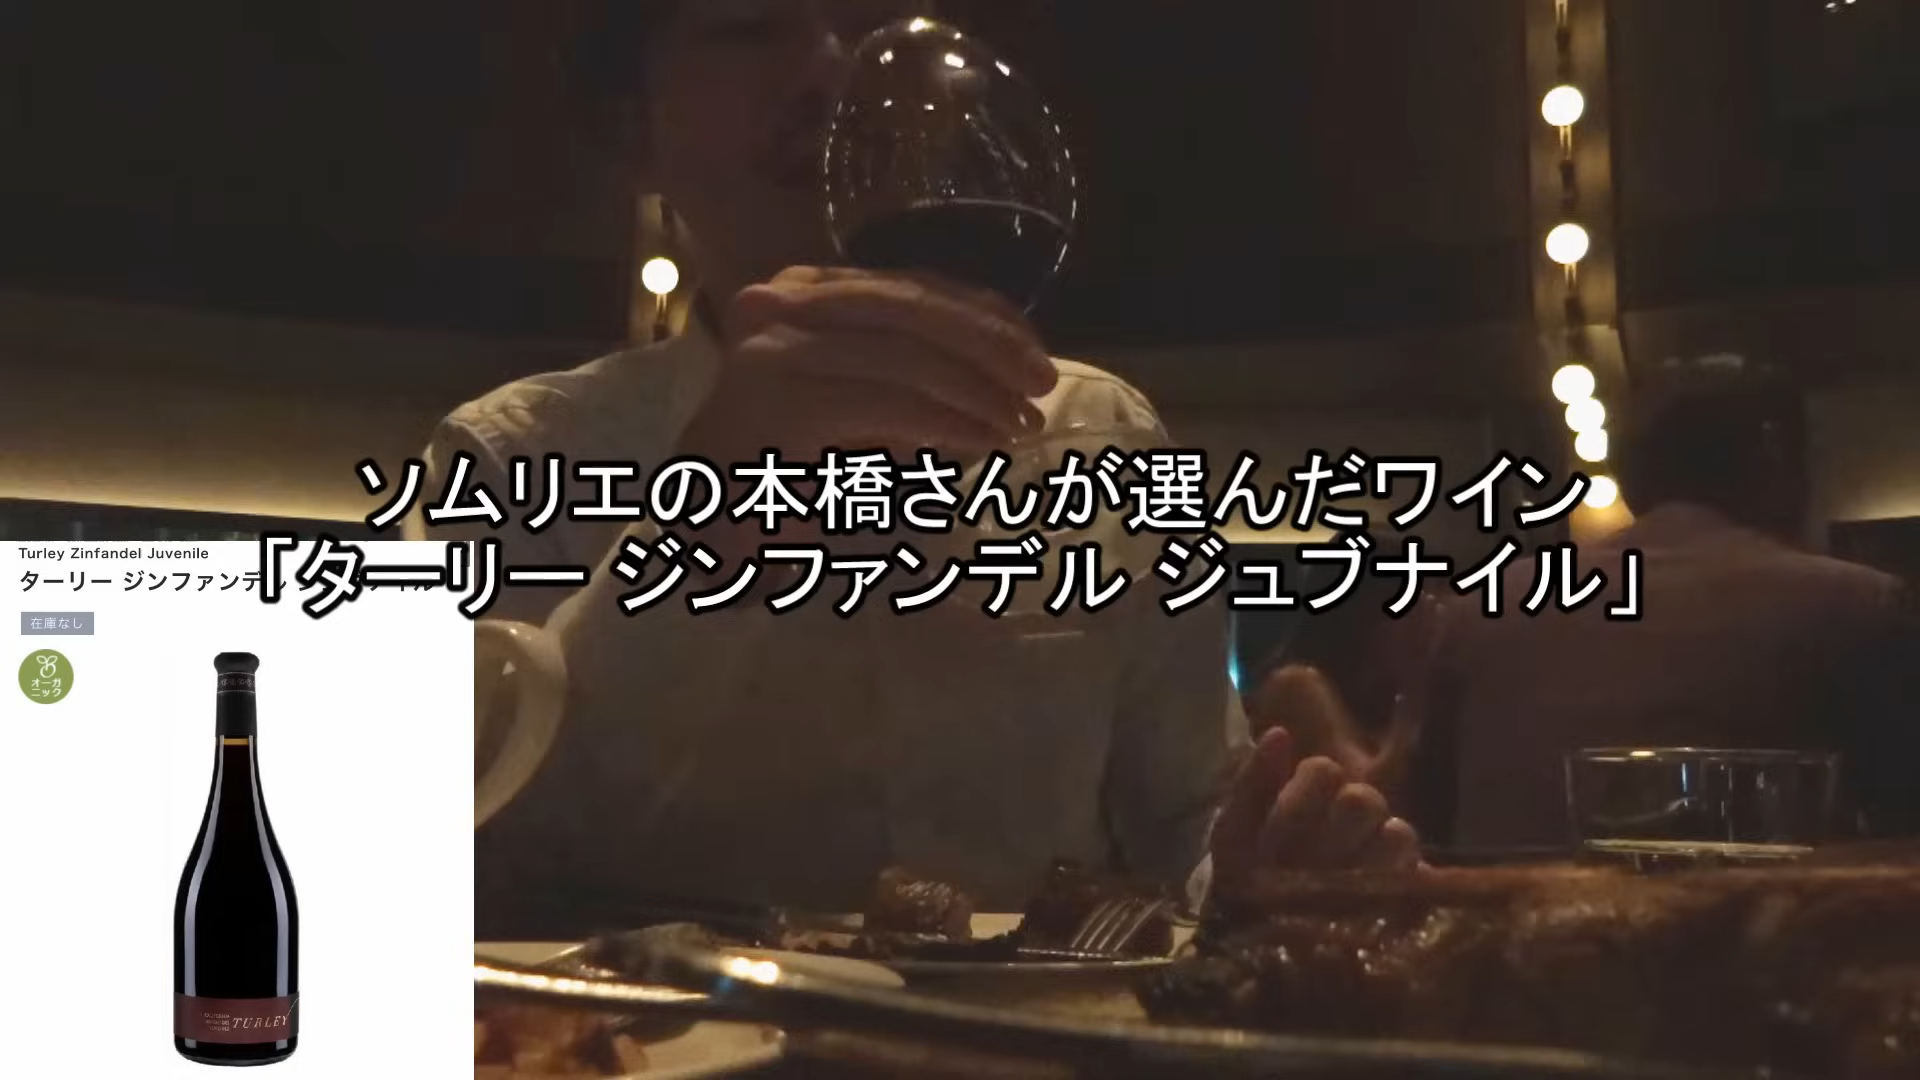 ソムリエの本橋さんが選んだワイン
「ターリー ジンファンデル ジュブナイル」
Turley Zinfandel Juvenile
ターリー ジンファンデル
在庫なし
オーガ
ニック
TURLEY